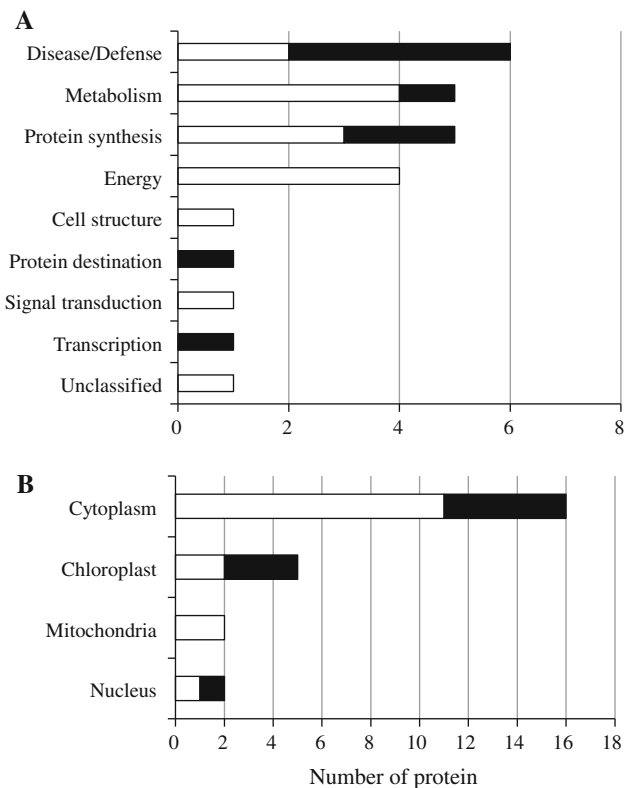 A
Disease/Defense
Metabolism
Protein synthesis
Energy
Cell structure
Protein destination
Signal transduction
Transcription
Unclassified
0 2 4 6 8
B
Cytoplasm
Chloroplast
Mitochondria
Nucleus
0 2 4 6 8 10 12 14 16 18
Number of protein